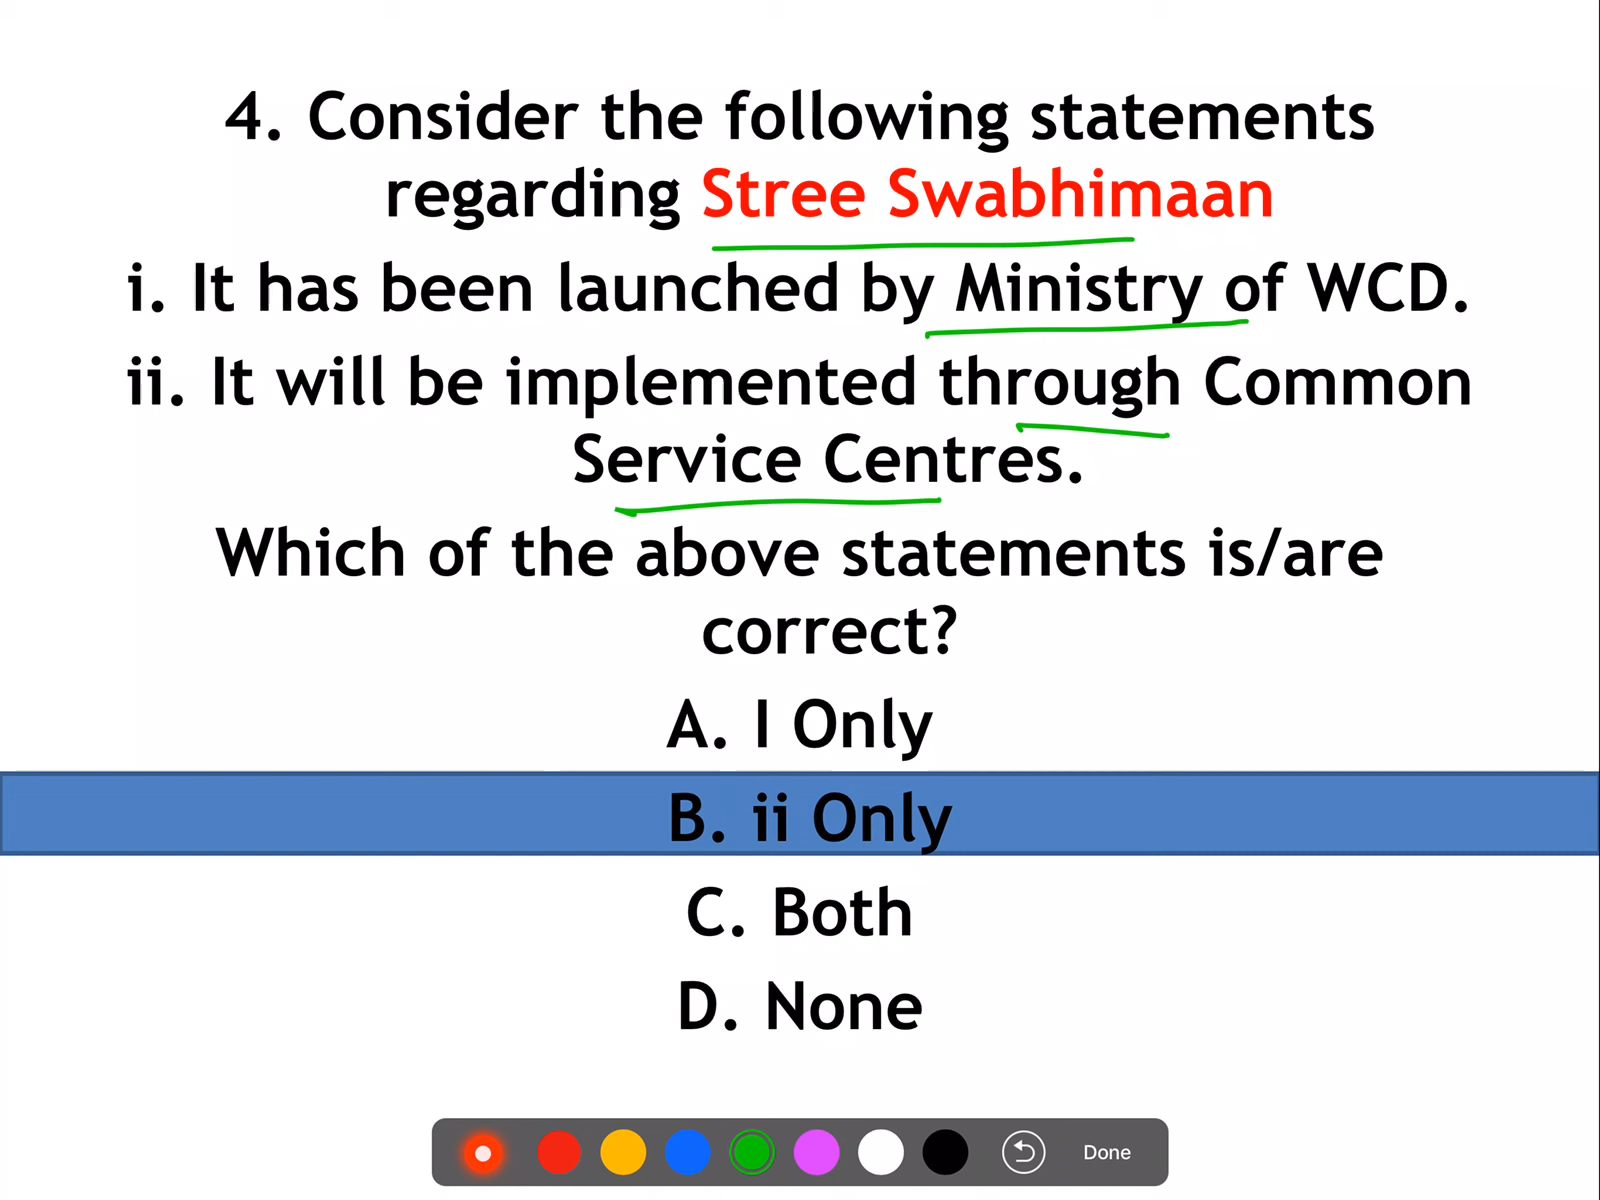 4. Consider the following statements
regarding Stree Swabhimaan
i. It has been launched by Ministry of WCD.
ii. It will be implemented through Common
Service Centres.
Which of the above statements is/are
correct?
A. I Only
B. ii Only
C. Both
D. None
Done